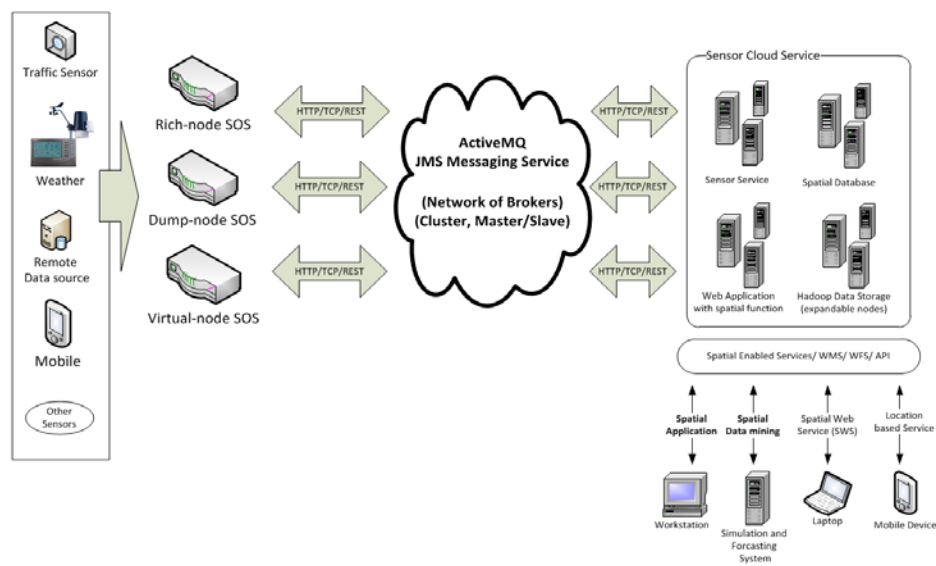 Traffic Sensor
Weather
Remote
Data source
Mobile
Other
Sensors
Rich-node SOS
Dump-node SOS
Virtual-node SOS
HTTP/TCP/REST
HTTP/TCP/REST
HTTP/TCP/REST
ActiveMQ
JMS Messaging Service
(Network of Brokers)
(Cluster, Master/Slave)
HTTP/TCP/REST
HTTP/TCP/REST
HTTP/TCP/REST
Sensor Cloud Service
Sensor Service
Spatial Database
Web Application
with spatial function
Hadoop Data Storage
(expandable nodes)
Spatial Enabled Services/ WMS/ WFS/ API
Spatial
Application
Spatial
Data mining
Spatial Web
Service (SWS)
Location
based Service
Workstation
Simulation and
Forcasting
System
Laptop
Mobile Device